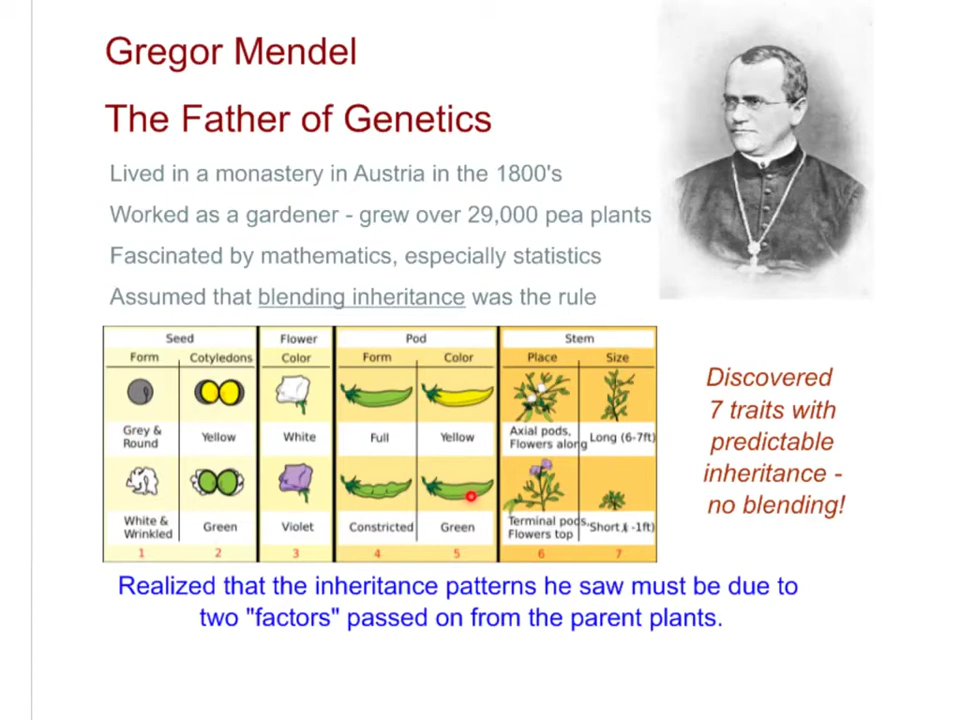 Gregor Mendel
The Father of Genetics
Lived in a monastery in Austria in the 1800's
Worked as a gardener - grew over 29,000 pea plants
Fascinated by mathematics, especially statistics
Assumed that blending inheritance was the rule
Seed Flower Pod Stem
Form Cotyledons Color Form Color Place Size
Grey & Round Yellow White Full Yellow Axial pods, Flowers along Long (6-7ft)
White & Wrinkled Green Violet Constricted Green Terminal pods, Flowers top Short -1ft)
1 2 3 4 5 6 7
Discovered
7 traits with
predictable
inheritance -
no blending!
Realized that the inheritance patterns he saw must be due to
two "factors" passed on from the parent plants.